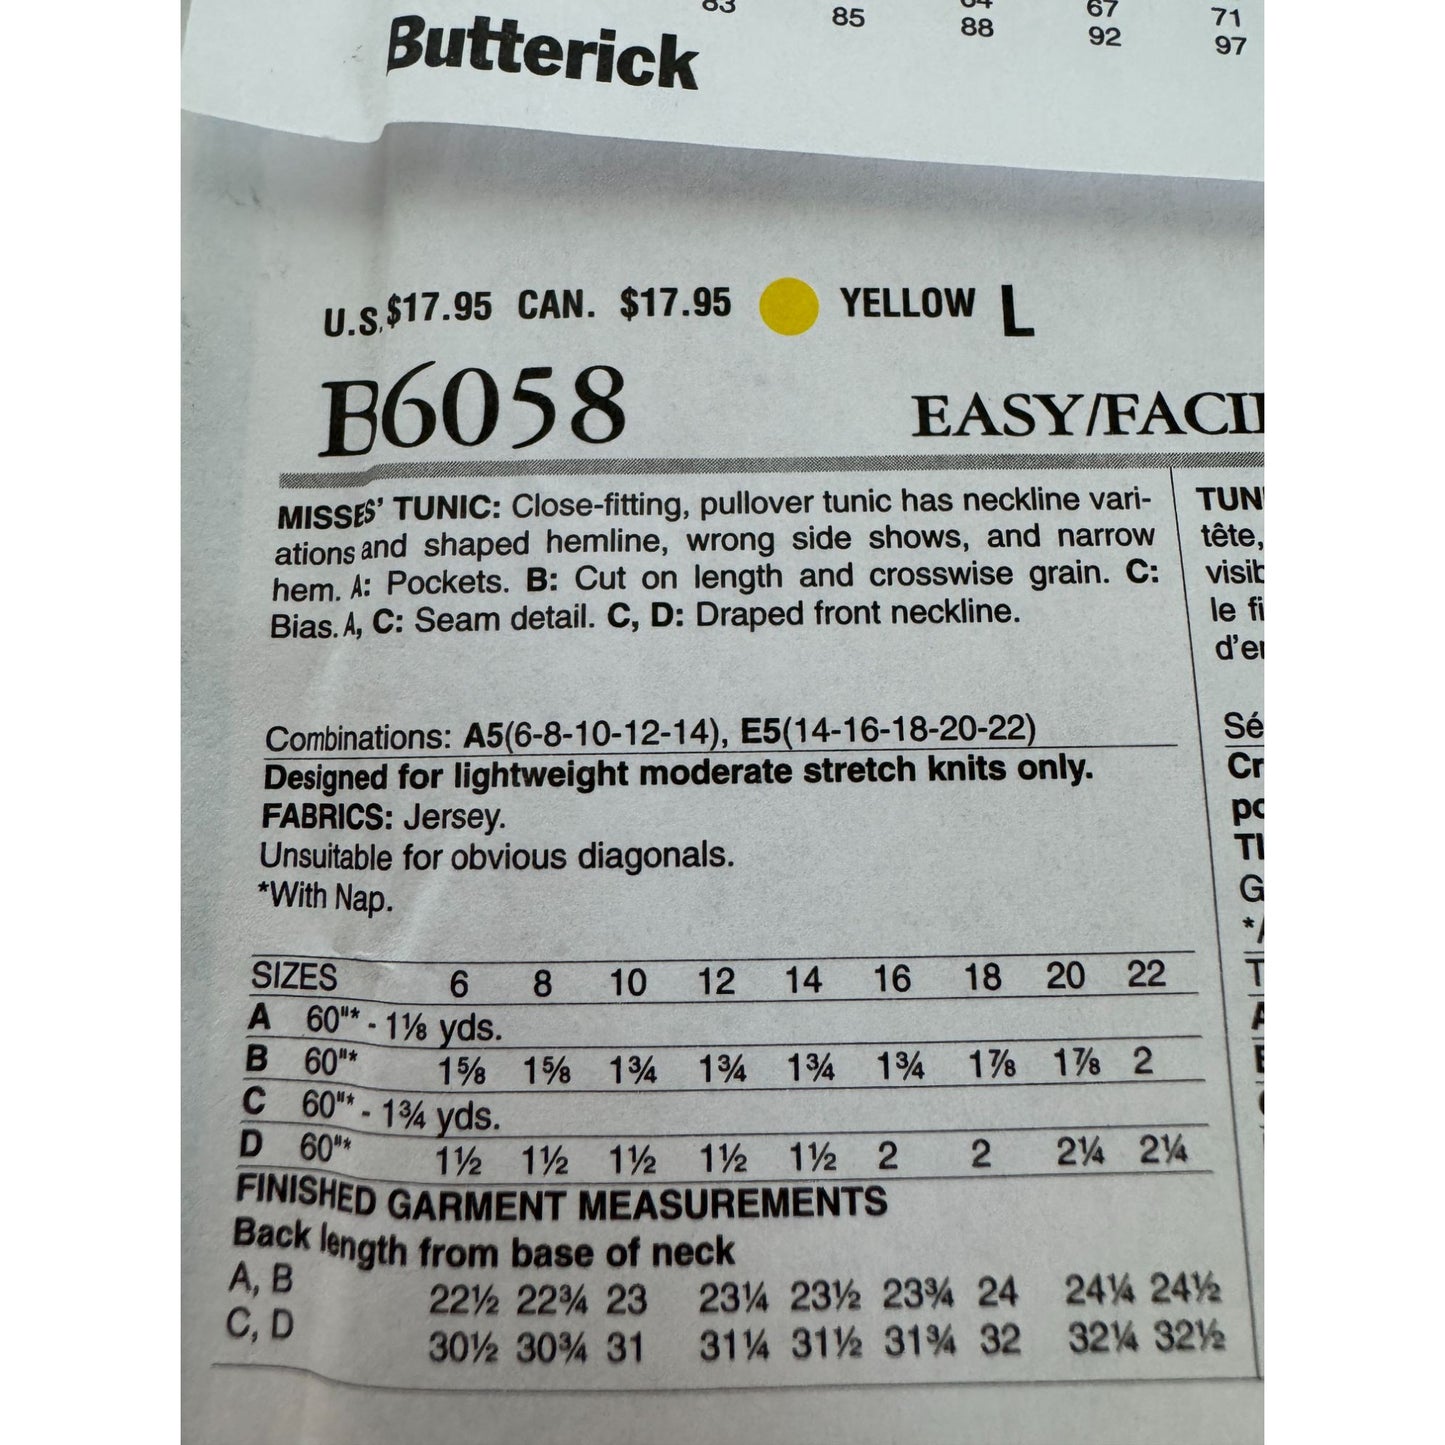 83 85 88 67 71
92 97
Butterick
U.S. $17.95 CAN. $17.95 YELLOW L
B6058 EASY/FACI
MISSES' TUNIC: Close-fitting, pullover tunic has neckline vari-
ations and shaped hemline, wrong side shows, and narrow
hem. A: Pockets. B: Cut on length and crosswise grain. C:
Bias. A, C: Seam detail. C, D: Draped front neckline.
Combinations: A5(6-8-10-12-14), E5(14-16-18-20-22)
Designed for lightweight moderate stretch knits only.
FABRICS: Jersey.
Unsuitable for obvious diagonals.
*With Nap.
SIZES 6 8 10 12 14 16 18 20 22
A 60"* - 1⅛ yds.
B 60"* 1⅝ 1⅝ 1¾ 1¾ 1¾ 1¾ 1⅞ 1⅞ 2
C 60"* - 1¾ yds.
D 60"* 1½ 1½ 1½ 1½ 1½ 2 2 2¼ 2¼
FINISHED GARMENT MEASUREMENTS
Back length from base of neck
A, B 22½ 22¾ 23 23¼ 23½ 23¾ 24 24¼ 24½
C, D 30½ 30¾ 31 31¼ 31½ 31¾ 32 32¼ 32½
TUN
tête,
visib
le fi
d'e
Sé
Cr
po
G